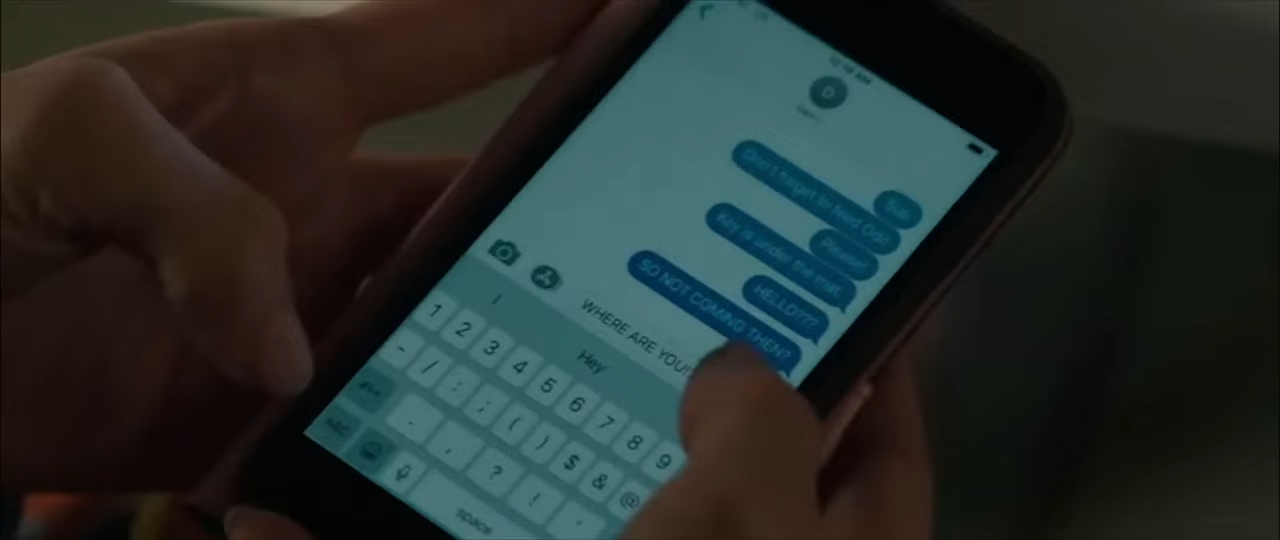 D
Sup
Don't forget to feed
Please!
Key is under the mat
HELLO???
SO NOT COMING THEN?
WHERE ARE YOU!!
I
Hey
1 2 3 4 5 6 7 8 9
- / : ; ( ) $ & @
#+=
. , ? ! '
ABC
space